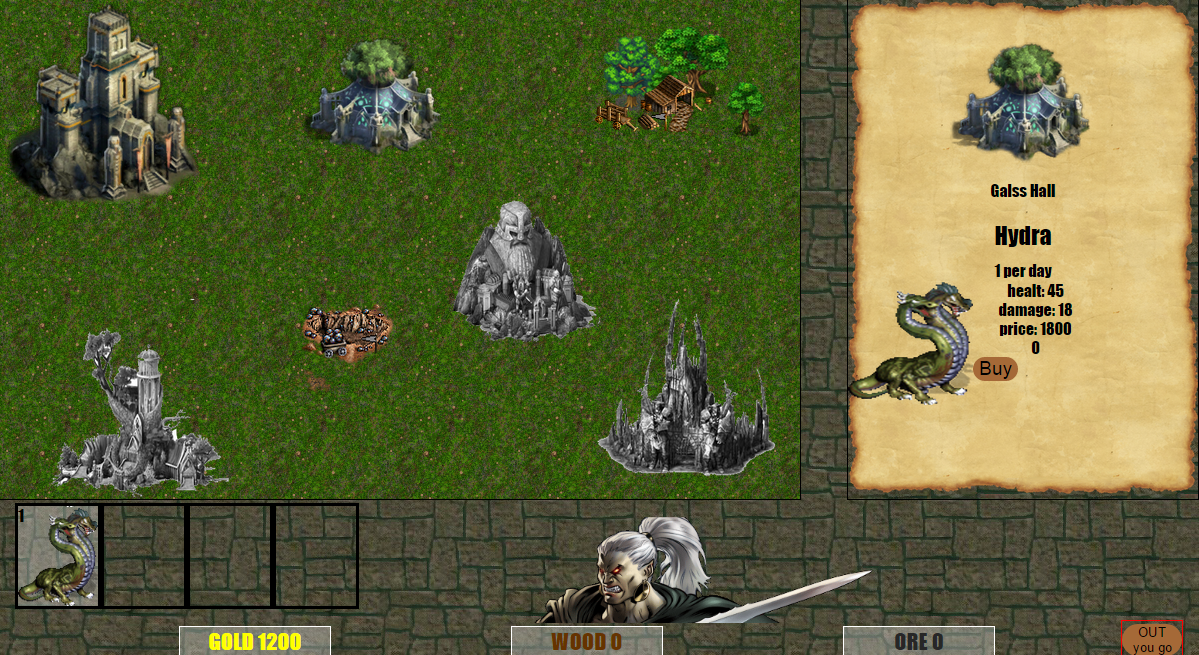 Galss Hall
Hydra
1 per day
healt: 45
damage: 18
price: 1800
0
Buy
1
GOLD 1200
WOOD 0
ORE 0
OUT
you go